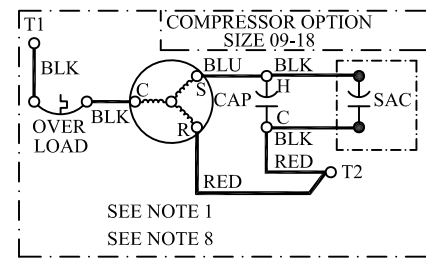 T1
COMPRESSOR OPTION
SIZE 09-18
BLK
BLU
BLK
S
H
C
CAP
SAC
OVER
LOAD
BLK
R
C
BLK
RED
T2
RED
SEE NOTE 1
SEE NOTE 8